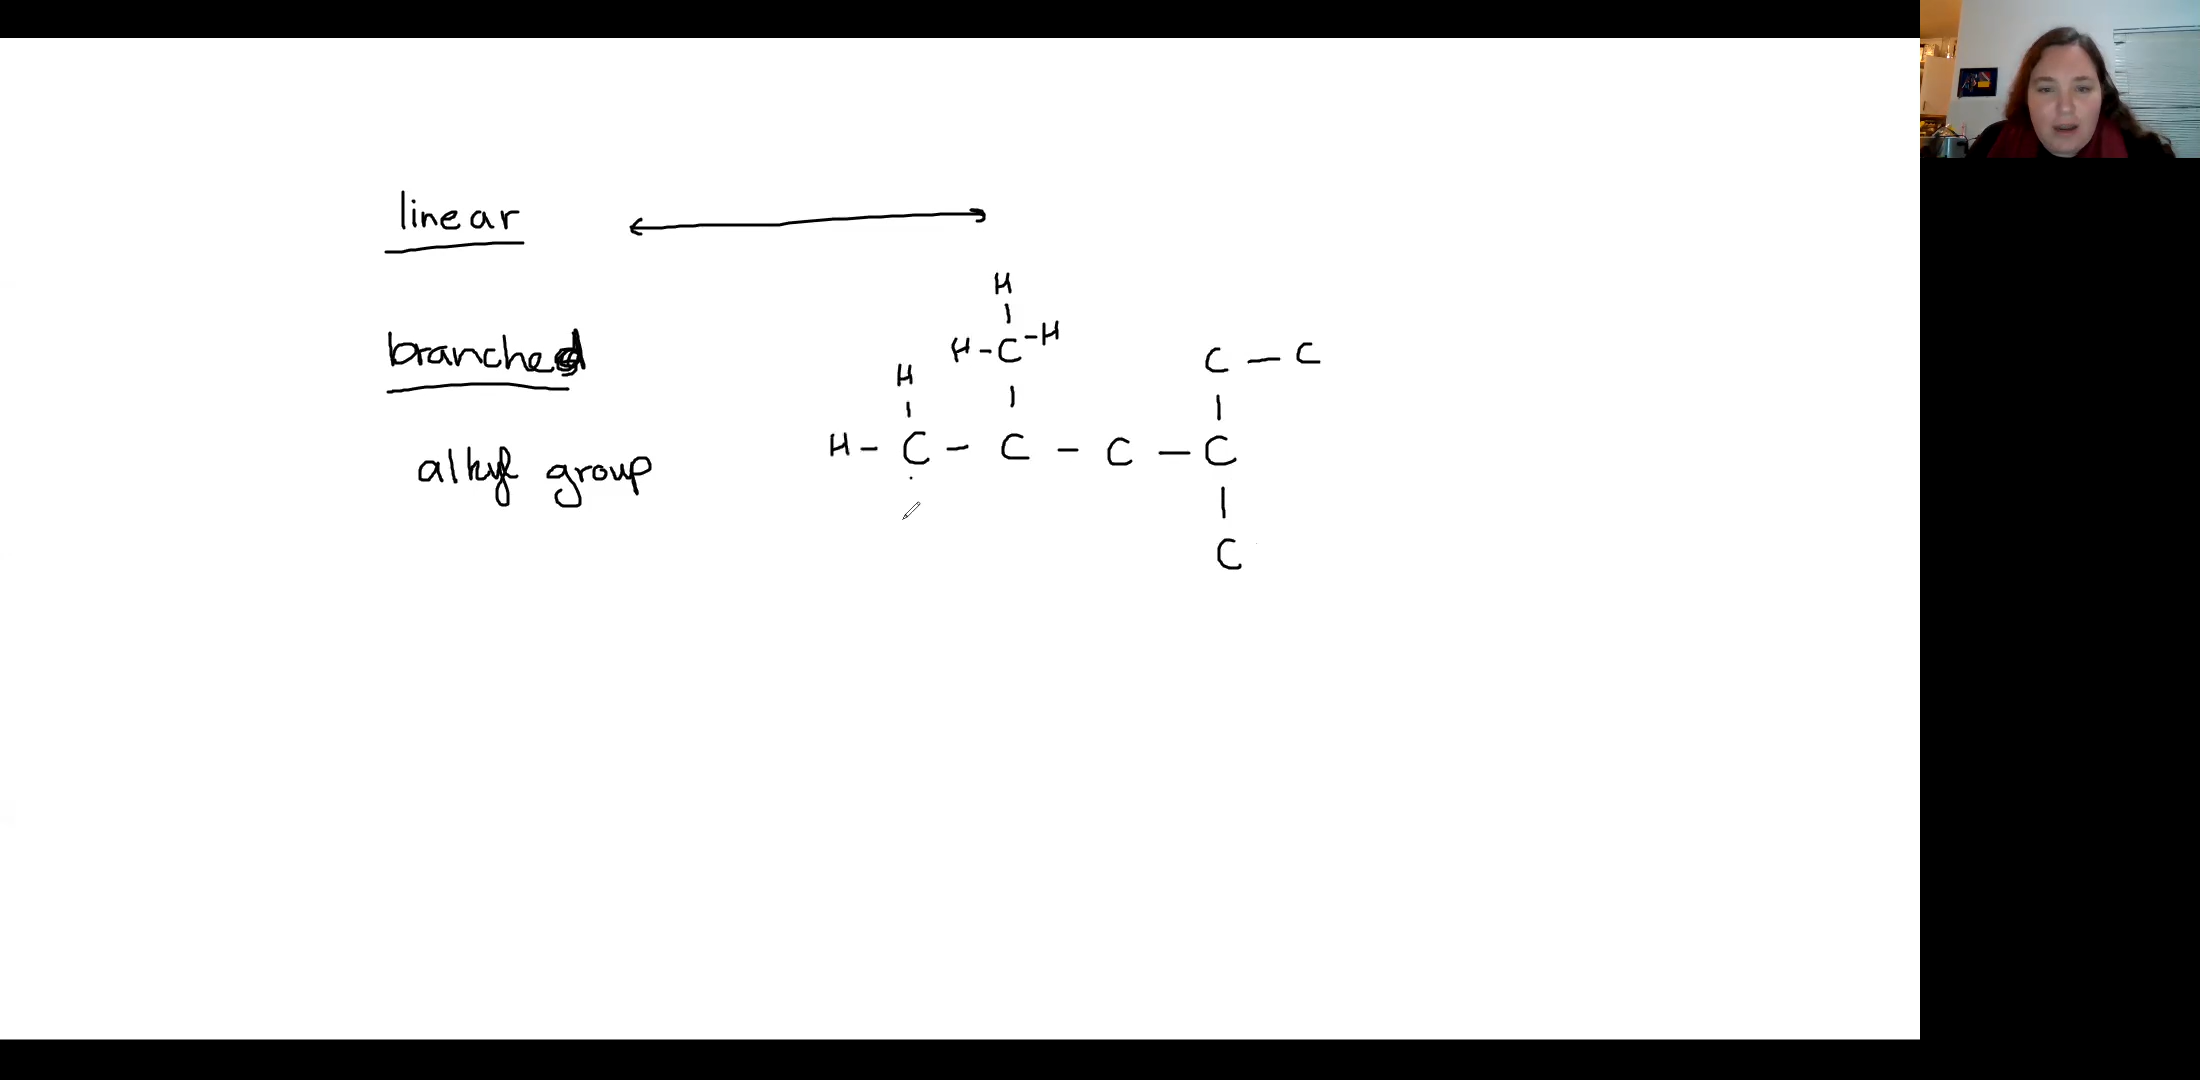 linear
H
H - C - H
C - C
H
branched
H - C - C - C - C
alkyl group
C